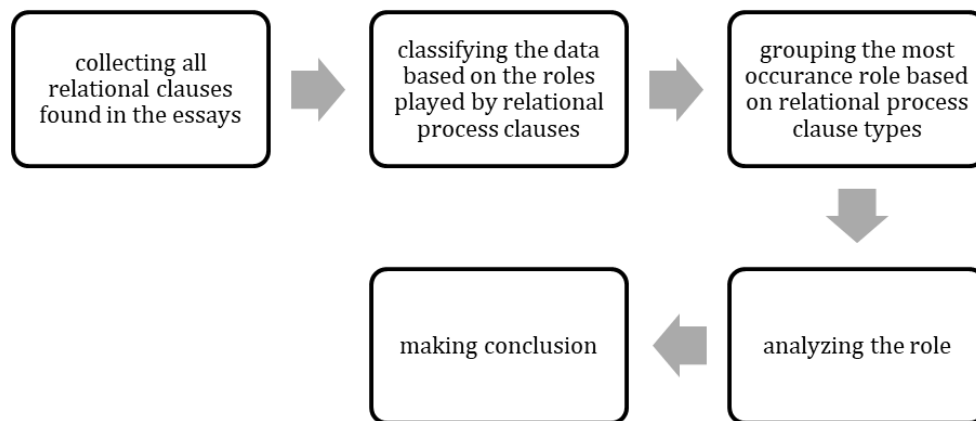 collecting all
relational clauses
found in the essays
classifying the data
based on the roles
played by relational
process clauses
grouping the most
occurance role based
on relational process
clause types
analyzing the role
making conclusion